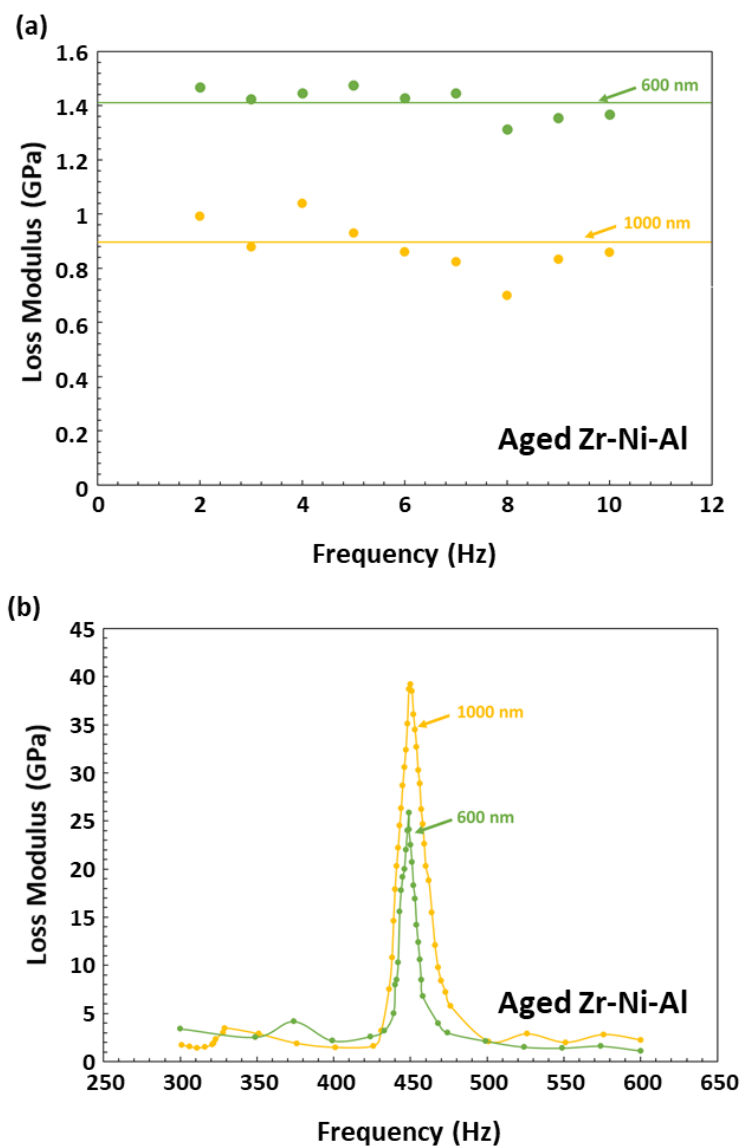 (a)
1.6
1.4
1.2
1
0.8
0.6
0.4
0.2
0
Loss Modulus (GPa)
600 nm
1000 nm
Aged Zr-Ni-Al
0 2 4 6 8 10 12
Frequency (Hz)
(b)
45
40
35
30
25
20
15
10
5
0
Loss Modulus (GPa)
1000 nm
600 nm
Aged Zr-Ni-Al
250 300 350 400 450 500 550 600 650
Frequency (Hz)